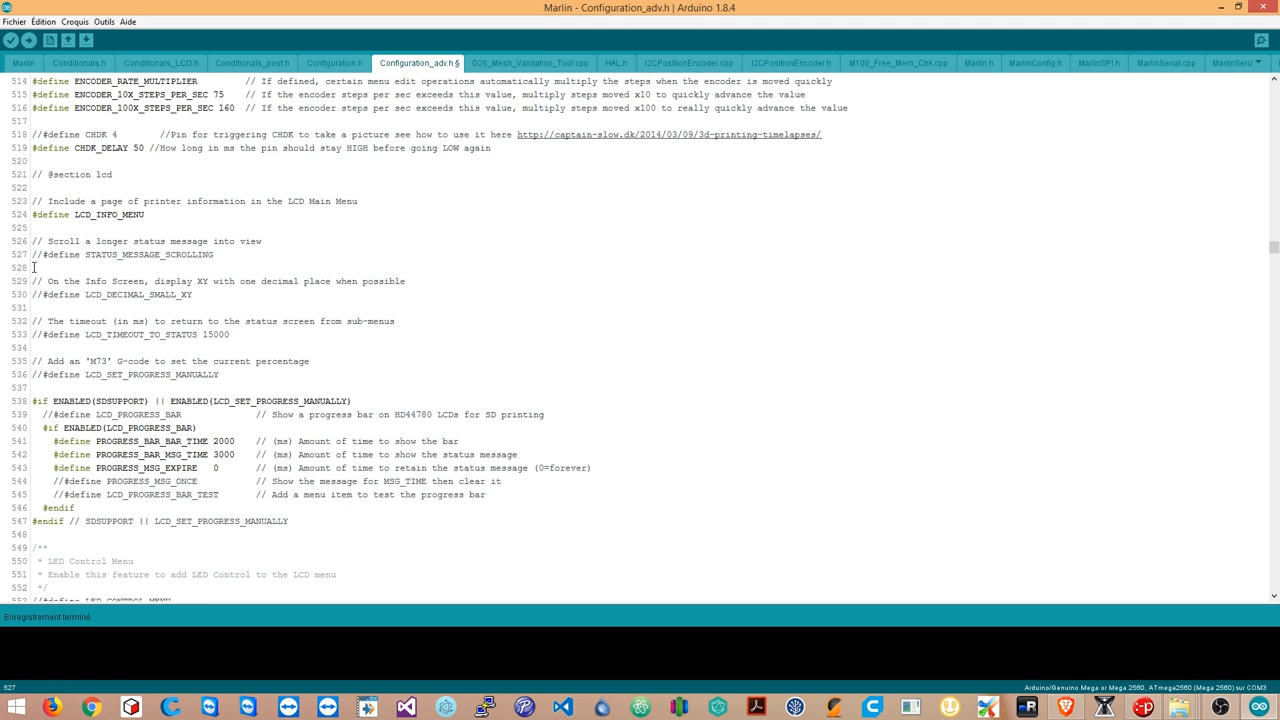 Marlin - Configuration_adv.h | Arduino 1.8.4
Fichier Édition Croquis Outils Aide
Marlin Conditionals.h Conditionals_LCD.h Conditionals_post.h Configuration.h Configuration_adv.h § G26_Mesh_Validation_Tool.cpp HAL.h I2CPositionEncoder.cpp I2CPositionEncoder.h M100_Free_Mem_Chk.cpp Marlin.h MarlinConfig.h MarlinSPI.h MarlinSerial.cpp MarlinSeria
514 #define ENCODER_RATE_MULTIPLIER // If defined, certain menu edit operations automatically multiply the steps when the encoder is moved quickly
515 #define ENCODER_10X_STEPS_PER_SEC 75 // If the encoder steps per sec exceeds this value, multiply steps moved x10 to quickly advance the value
516 #define ENCODER_100X_STEPS_PER_SEC 160 // If the encoder steps per sec exceeds this value, multiply steps moved x100 to really quickly advance the value
517
518 //#define CHDK 4 //Pin for triggering CHDK to take a picture see how to use it here http://captain-slow.dk/2014/03/09/3d-printing-timelapses/
519 #define CHDK_DELAY 50 //How long in ms the pin should stay HIGH before going LOW again
520
521 // @section lcd
522
523 // Include a page of printer information in the LCD Main Menu
524 #define LCD_INFO_MENU
525
526 // Scroll a longer status message into view
527 //#define STATUS_MESSAGE_SCROLLING
528
529 // On the Info Screen, display XY with one decimal place when possible
530 //#define LCD_DECIMAL_SMALL_XY
531
532 // The timeout (in ms) to return to the status screen from sub-menus
533 //#define LCD_TIMEOUT_TO_STATUS 15000
534
535 // Add an 'M73' G-code to set the current percentage
536 //#define LCD_SET_PROGRESS_MANUALLY
537
538 #if ENABLED(SDSUPPORT) || ENABLED(LCD_SET_PROGRESS_MANUALLY)
539 //#define LCD_PROGRESS_BAR // Show a progress bar on HD44780 LCDs for SD printing
540 #if ENABLED(LCD_PROGRESS_BAR)
541 #define PROGRESS_BAR_BAR_TIME 2000 // (ms) Amount of time to show the bar
542 #define PROGRESS_BAR_MSG_TIME 3000 // (ms) Amount of time to show the status message
543 #define PROGRESS_MSG_EXPIRE 0 // (ms) Amount of time to retain the status message (0=forever)
544 //#define PROGRESS_MSG_ONCE // Show the message for MSG_TIME then clear it
545 //#define LCD_PROGRESS_BAR_TEST // Add a menu item to test the progress bar
546 #endif
547 #endif // SDSUPPORT || LCD_SET_PROGRESS_MANUALLY
548
549 /**
550 * LED Control Menu
551 * Enable this feature to add LED Control to the LCD menu
552 */
553 //#define LED_CONTROL_MENU
Enregistrement terminé.
527 Arduino/Genuino Mega or Mega 2560, ATmega2560 (Mega 2560) sur COM3